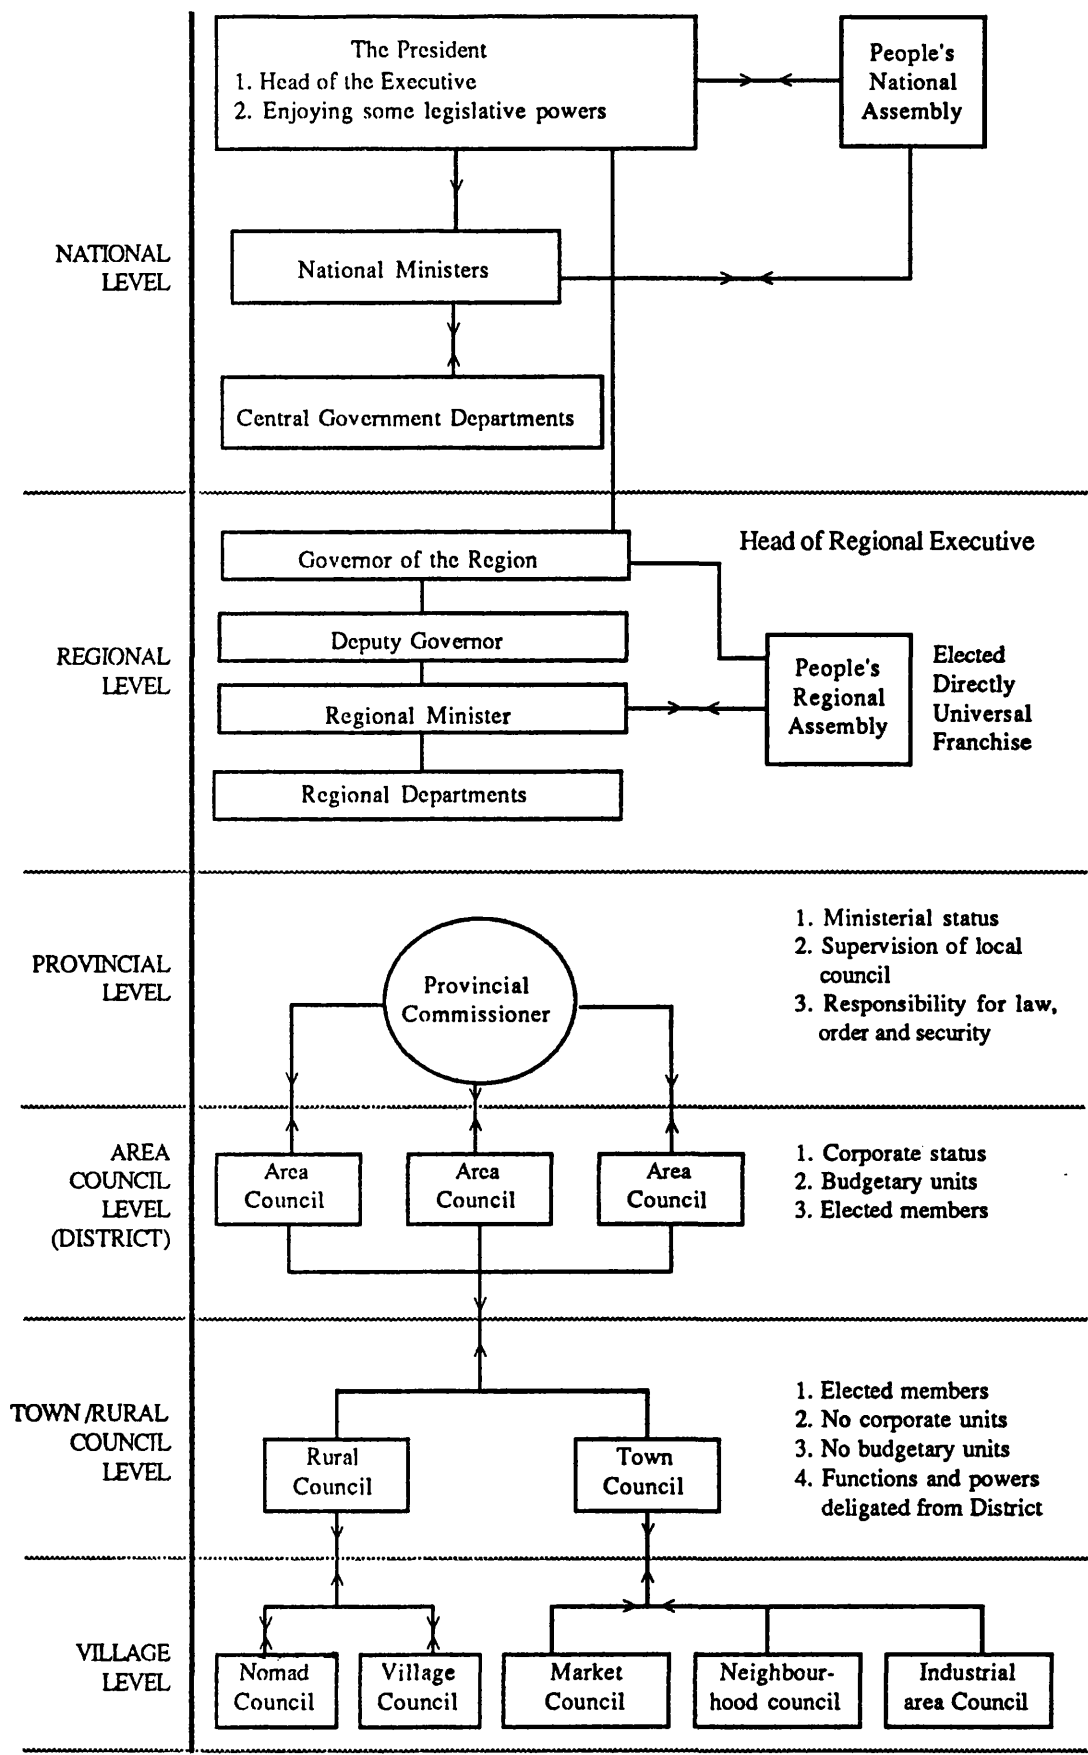 The President
1. Head of the Executive
2. Enjoying some legislative powers
People's
National
Assembly
NATIONAL
LEVEL
National Ministers
Central Government Departments
Governor of the Region
Head of Regional Executive
Deputy Governor
REGIONAL
LEVEL
Regional Minister
People's
Regional
Assembly
Elected
Directly
Universal
Franchise
Regional Departments
PROVINCIAL
LEVEL
Provincial
Commissioner
1. Ministerial status
2. Supervision of local
council
3. Responsibility for law,
order and security
AREA
COUNCIL
LEVEL
(DISTRICT)
Area
Council
Area
Council
Area
Council
1. Corporate status
2. Budgetary units
3. Elected members
TOWN/RURAL
COUNCIL
LEVEL
Rural
Council
Town
Council
1. Elected members
2. No corporate units
3. No budgetary units
4. Functions and powers
deligated from District
VILLAGE
LEVEL
Nomad
Council
Village
Council
Market
Council
Neighbour-
hood council
Industrial
area Council